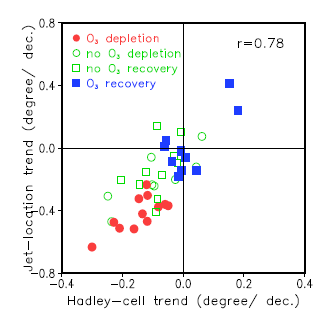 0.8
O₃ depletion
no O₃ depletion
no O₃ recovery
O₃ recovery
r=0.78
0.4
0.0
-0.4
-0.8
-0.4
-0.2
0.0
0.2
0.4
Jet-location trend (degree/ dec.)
Hadley-cell trend (degree/ dec.)